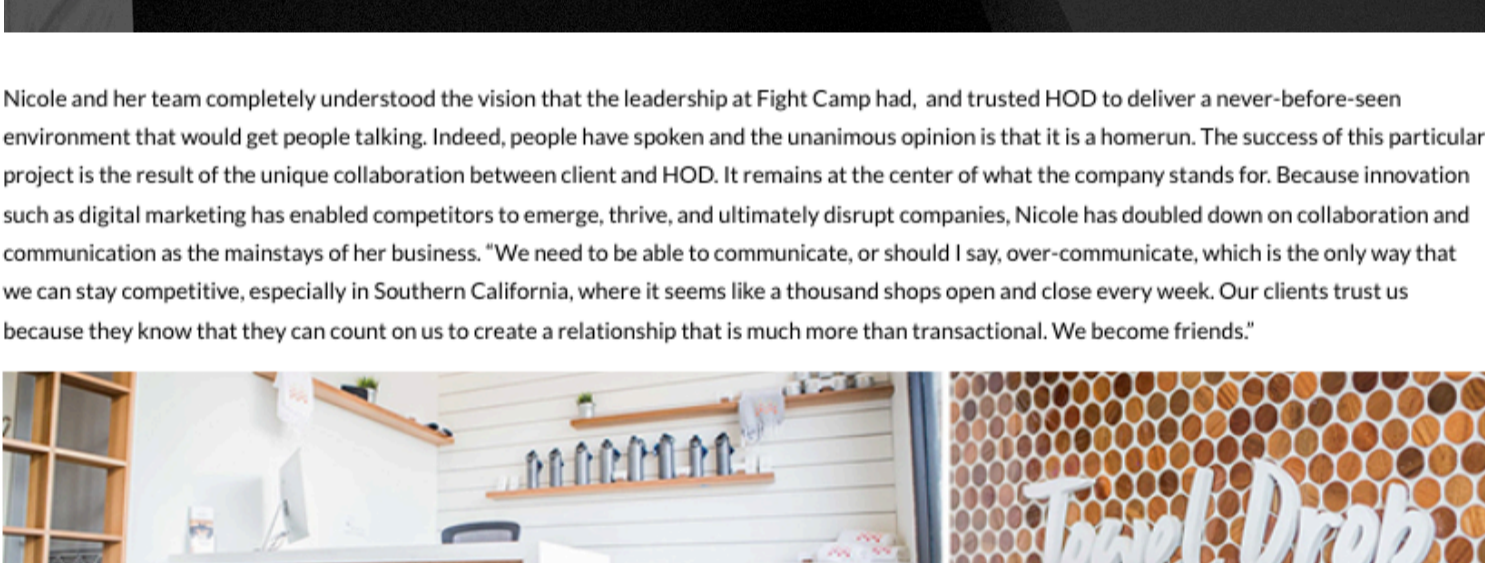 Nicole and her team completely understood the vision that the leadership at Fight Camp had,  and trusted HOD to deliver a never-before-seen
environment that would get people talking. Indeed, people have spoken and the unanimous opinion is that it is a homerun. The success of this particular
project is the result of the unique collaboration between client and HOD. It remains at the center of what the company stands for. Because innovation
such as digital marketing has enabled competitors to emerge, thrive, and ultimately disrupt companies, Nicole has doubled down on collaboration and
communication as the mainstays of her business. “We need to be able to communicate, or should I say, over-communicate, which is the only way that
we can stay competitive, especially in Southern California, where it seems like a thousand shops open and close every week. Our clients trust us
because they know that they can count on us to create a relationship that is much more than transactional. We become friends.”
Towel Drop